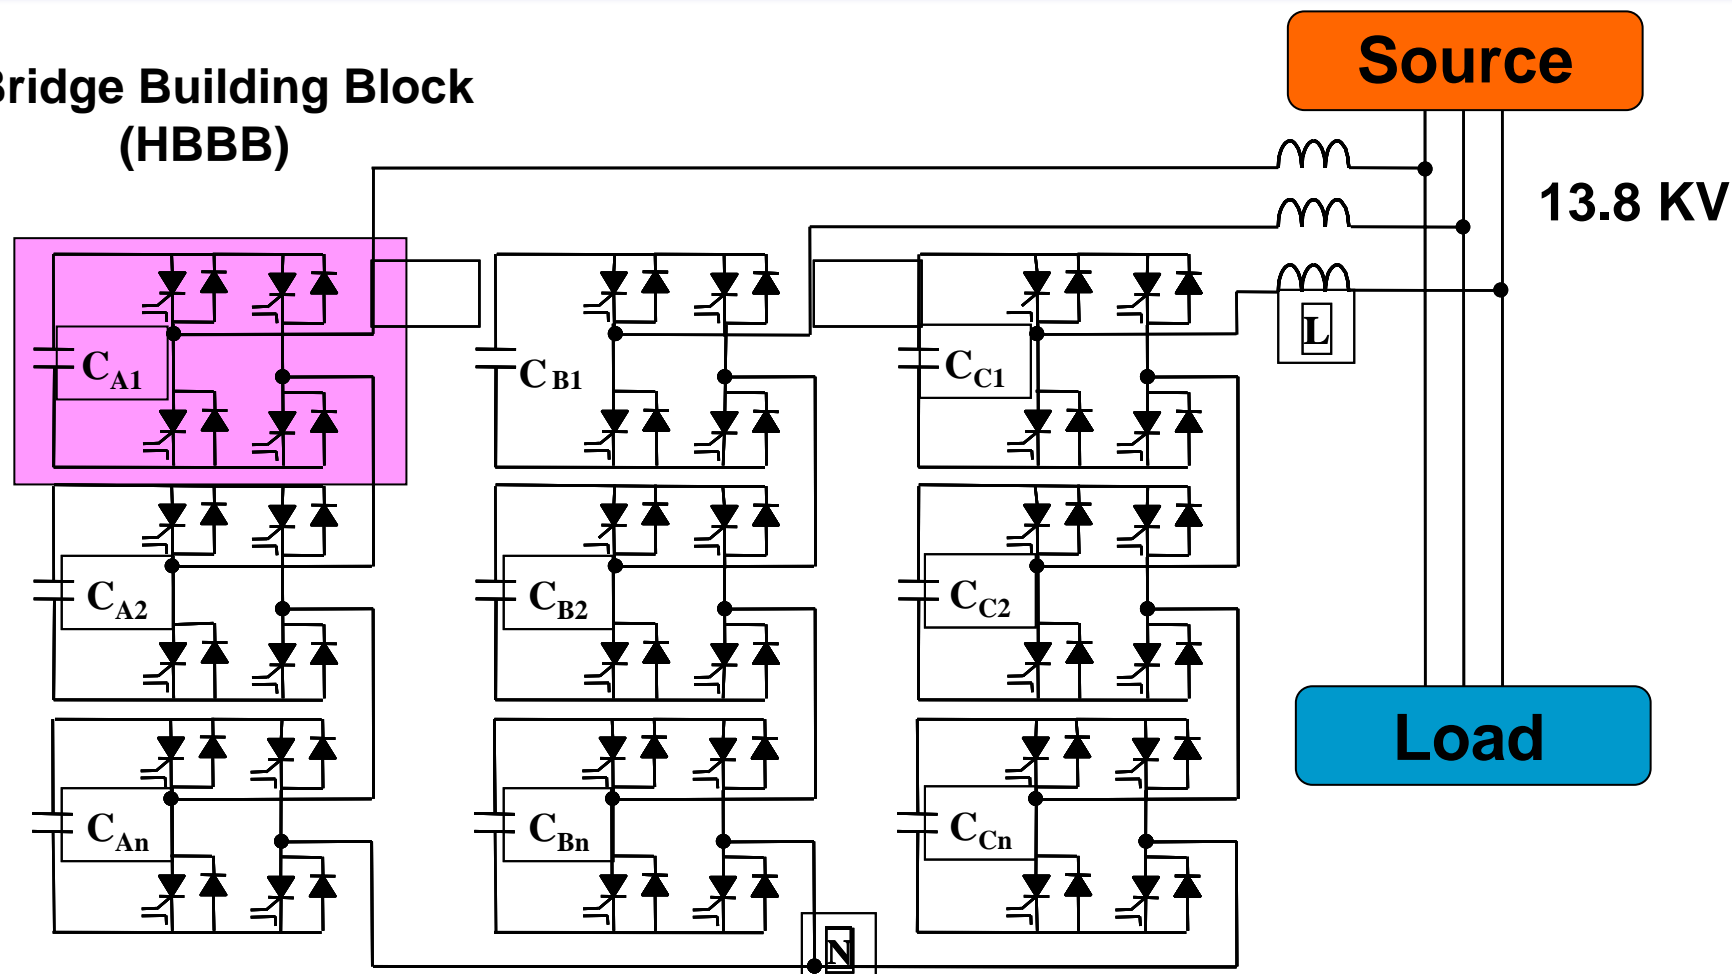 Source
Bridge Building Block
(HBBB)
13.8 KV
L
CA1
CB1
CC1
CA2
CB2
CC2
Load
CAn
CBn
CCn
N